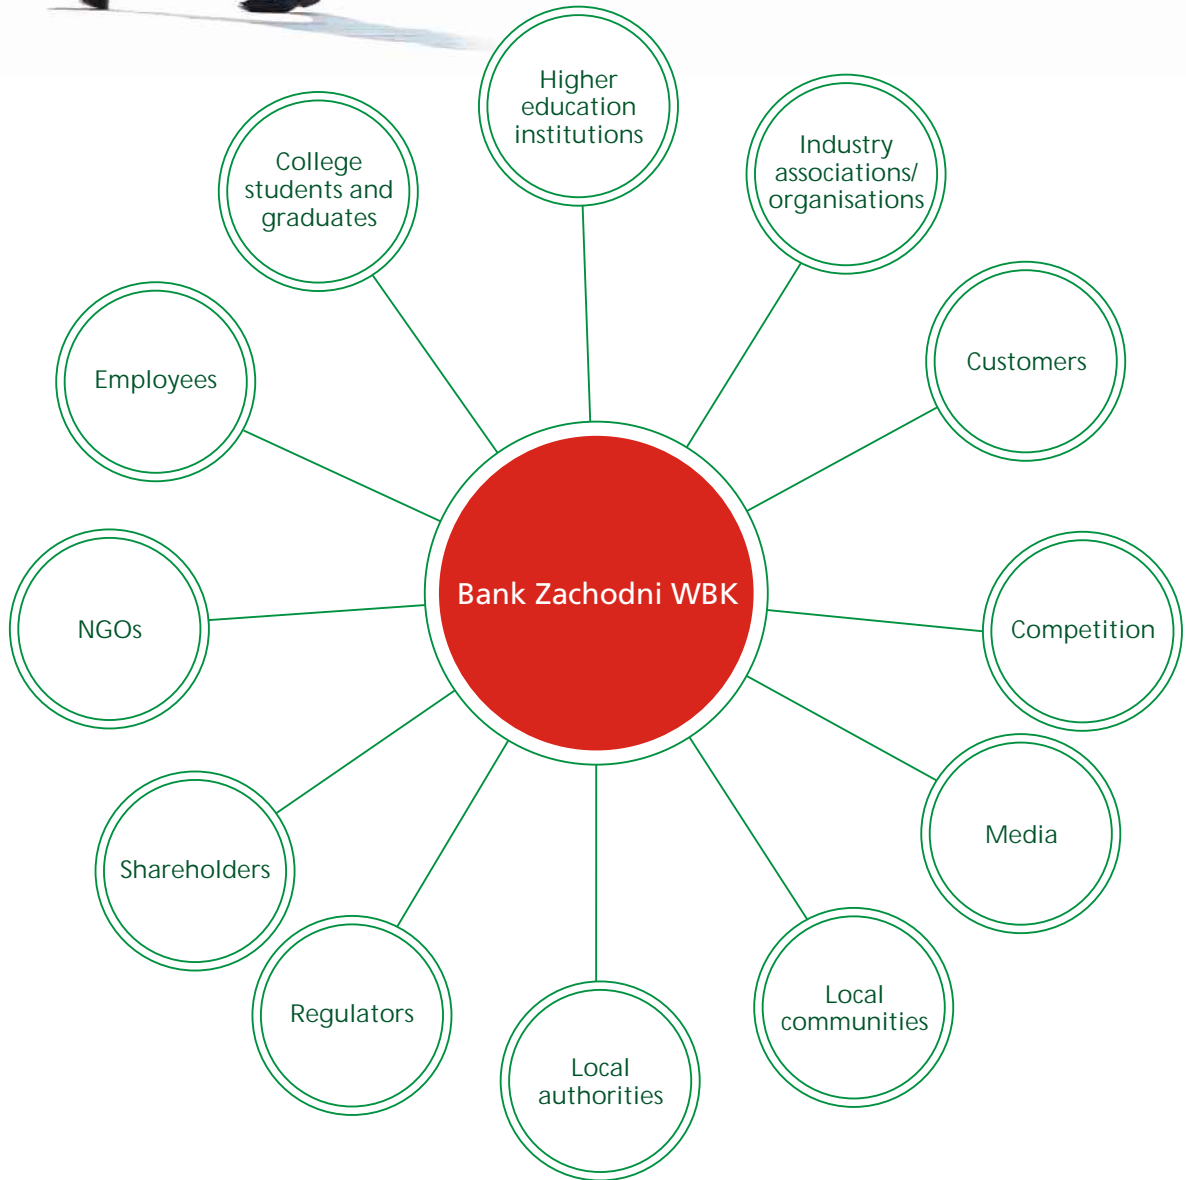 Higher
education
institutions
Industry
associations/
organisations
College
students and
graduates
Customers
Employees
Bank Zachodni WBK
NGOs
Competition
Media
Shareholders
Local
communities
Regulators
Local
authorities